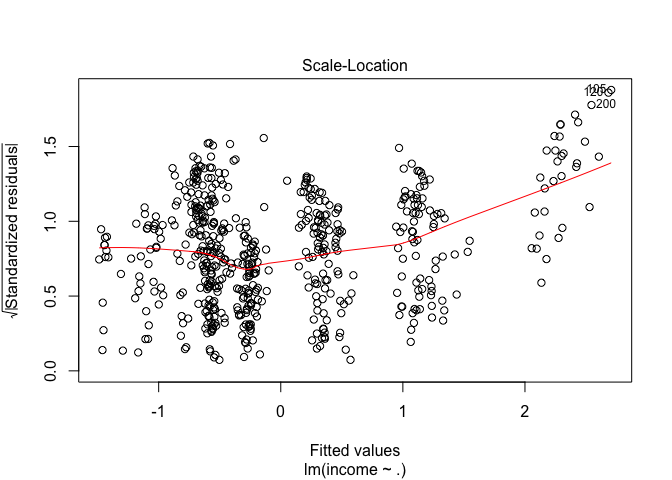 Scale-Location
√|Standardized residuals|
1.5
1.0
0.5
0.0
200
-1
0
1
2
Fitted values
lm(income ~ .)